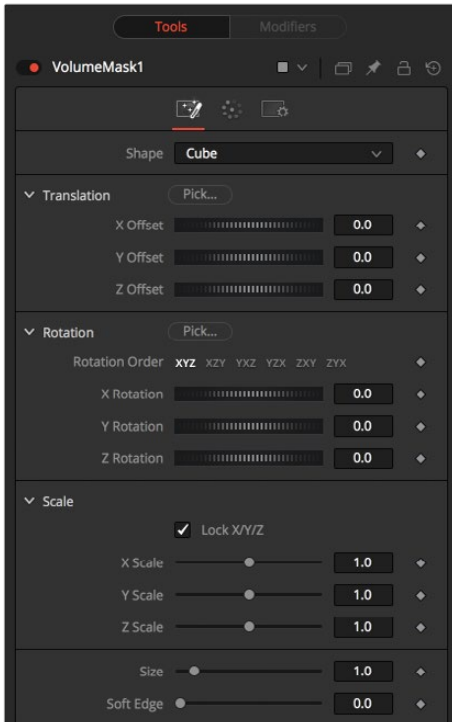 Tools Modifiers
VolumeMask1
Shape Cube
Translation Pick...
X Offset 0.0
Y Offset 0.0
Z Offset 0.0
Rotation Pick...
Rotation Order XYZ XZY YXZ YZX ZXY ZYX
X Rotation 0.0
Y Rotation 0.0
Z Rotation 0.0
Scale
Lock X/Y/Z
X Scale 1.0
Y Scale 1.0
Z Scale 1.0
Size 1.0
Soft Edge 0.0